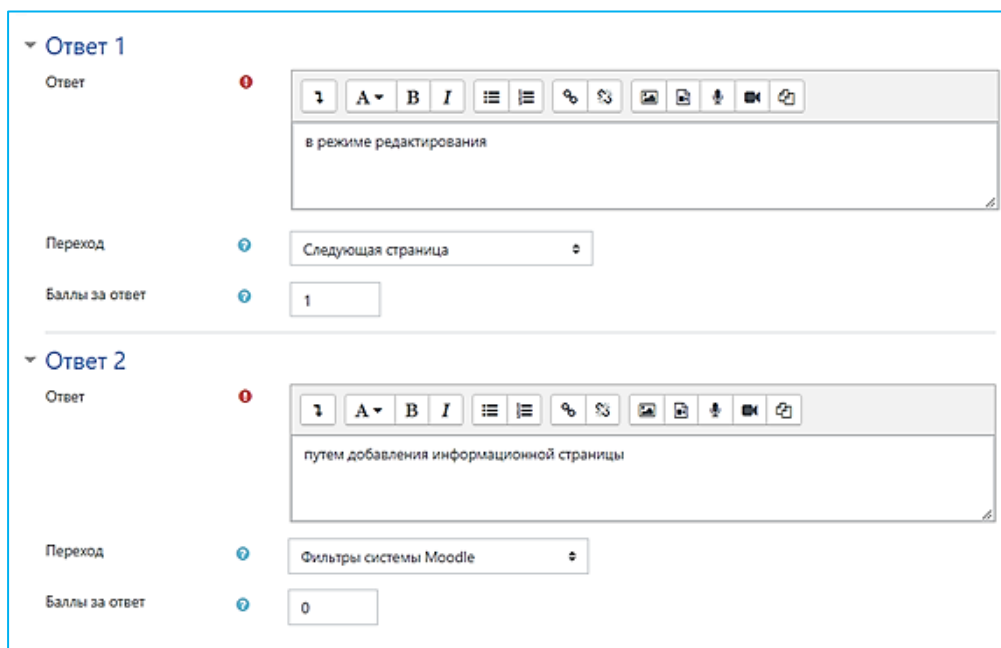 Ответ 1
Ответ
A B I
в режиме редактирования
Переход
Следующая страница
Баллы за ответ
1
Ответ 2
Ответ
A B I
путем добавления информационной страницы
Переход
Фильтры системы Moodle
Баллы за ответ
0